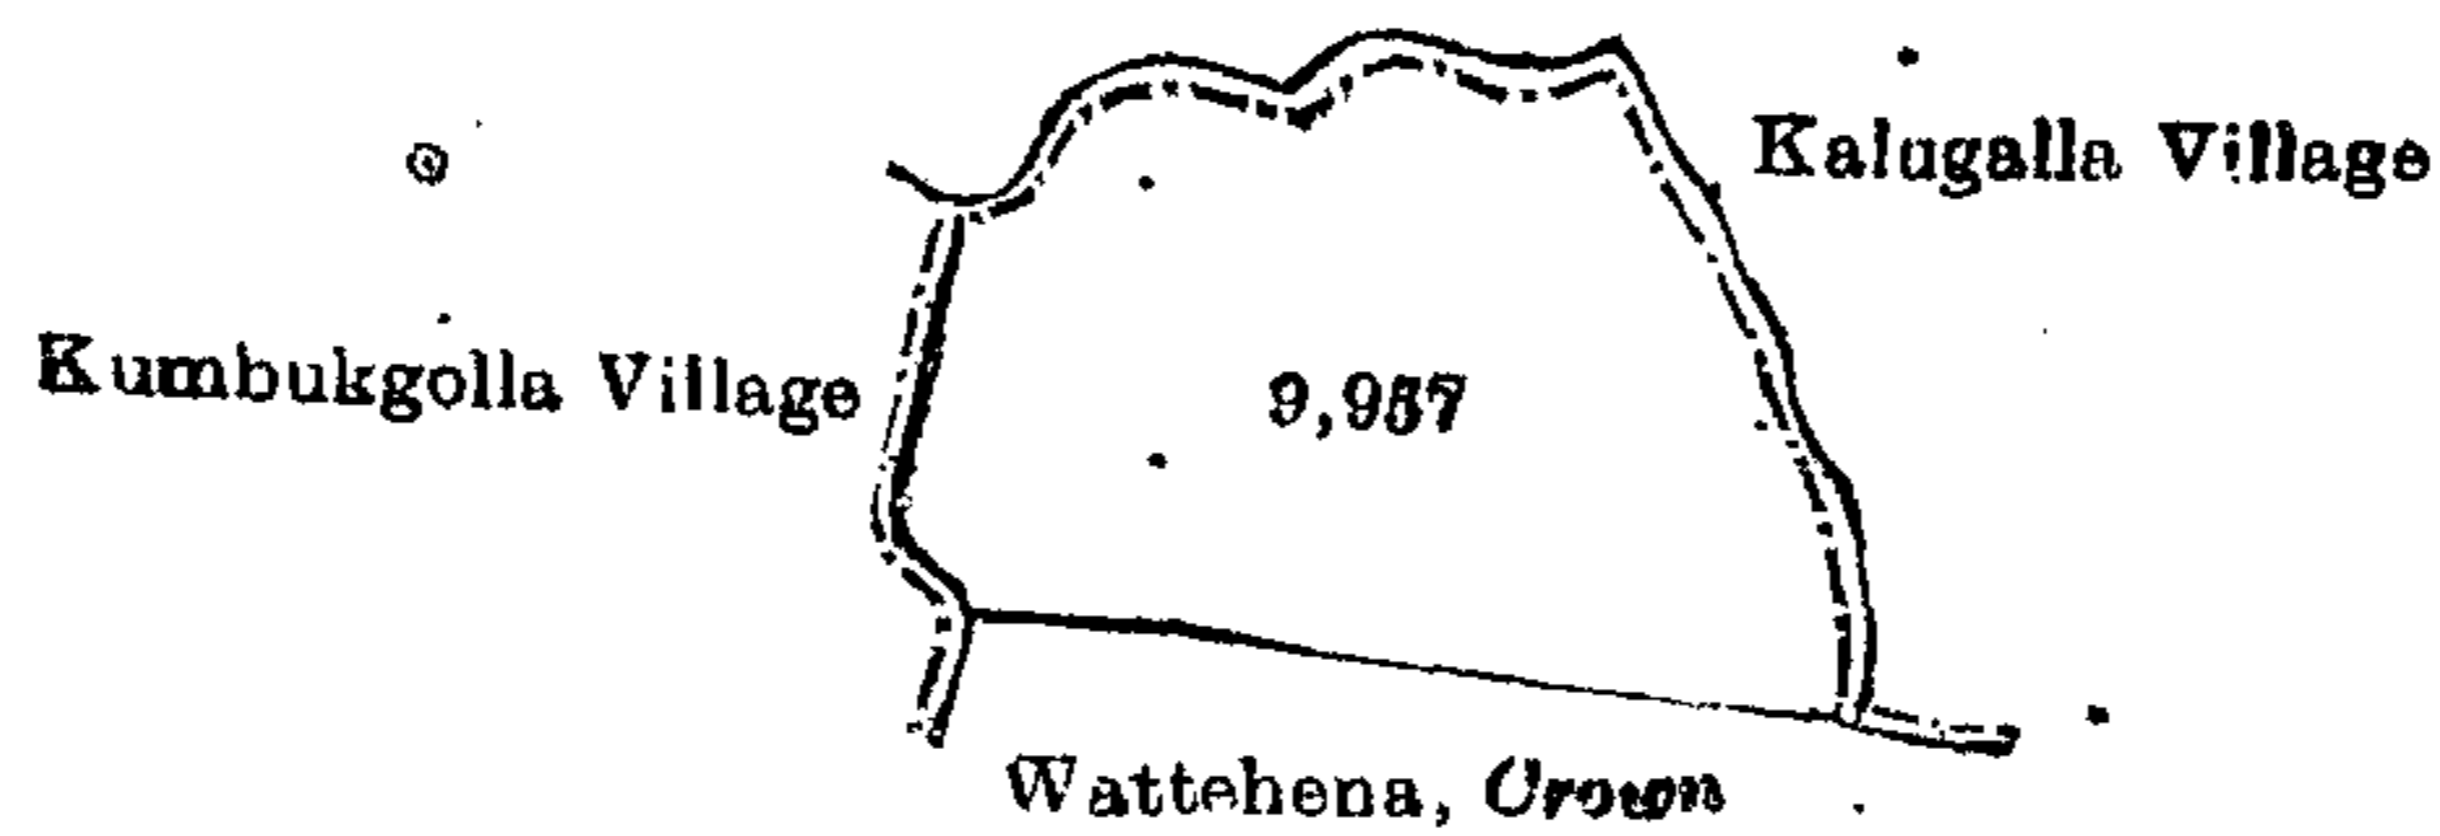 Kalugalla Village
Kumbukgolla Village
9,957
Wattehena, Crown